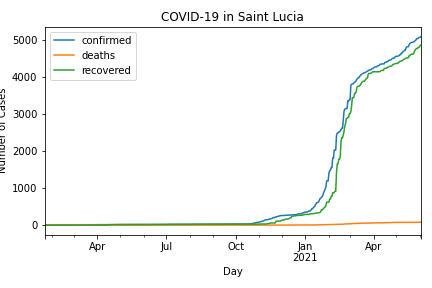 COVID-19 in Saint Lucia
confirmed
deaths
recovered
5000
4000
3000
2000
1000
0
Number of Cases
Apr
Jul
Oct
Jan
2021
Apr
Day